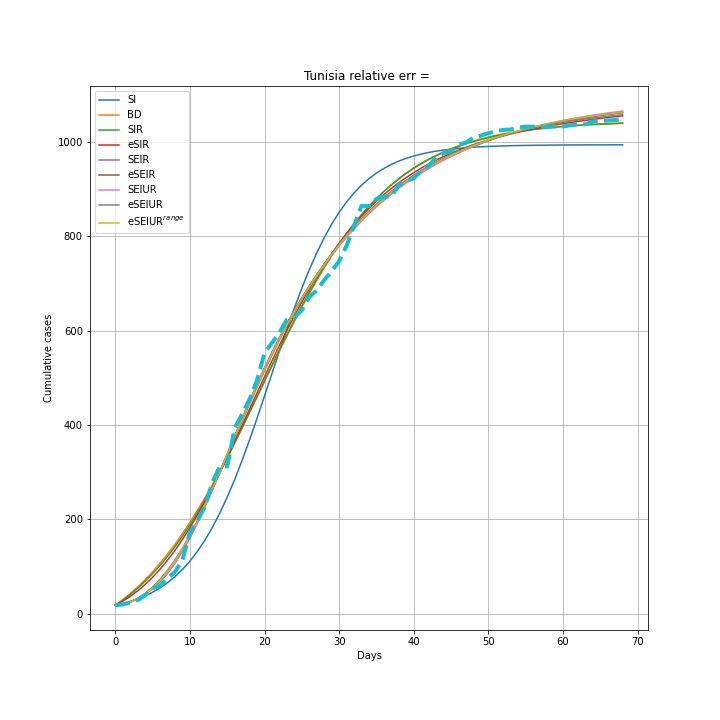 Tunisia relative err =
SI
BD
SIR
eSIR
SEIR
eSEIR
SEIUR
eSEIUR
eSEIUR^range
Cumulative cases
1000
800
600
400
200
0
0 10 20 30 40 50 60 70
Days